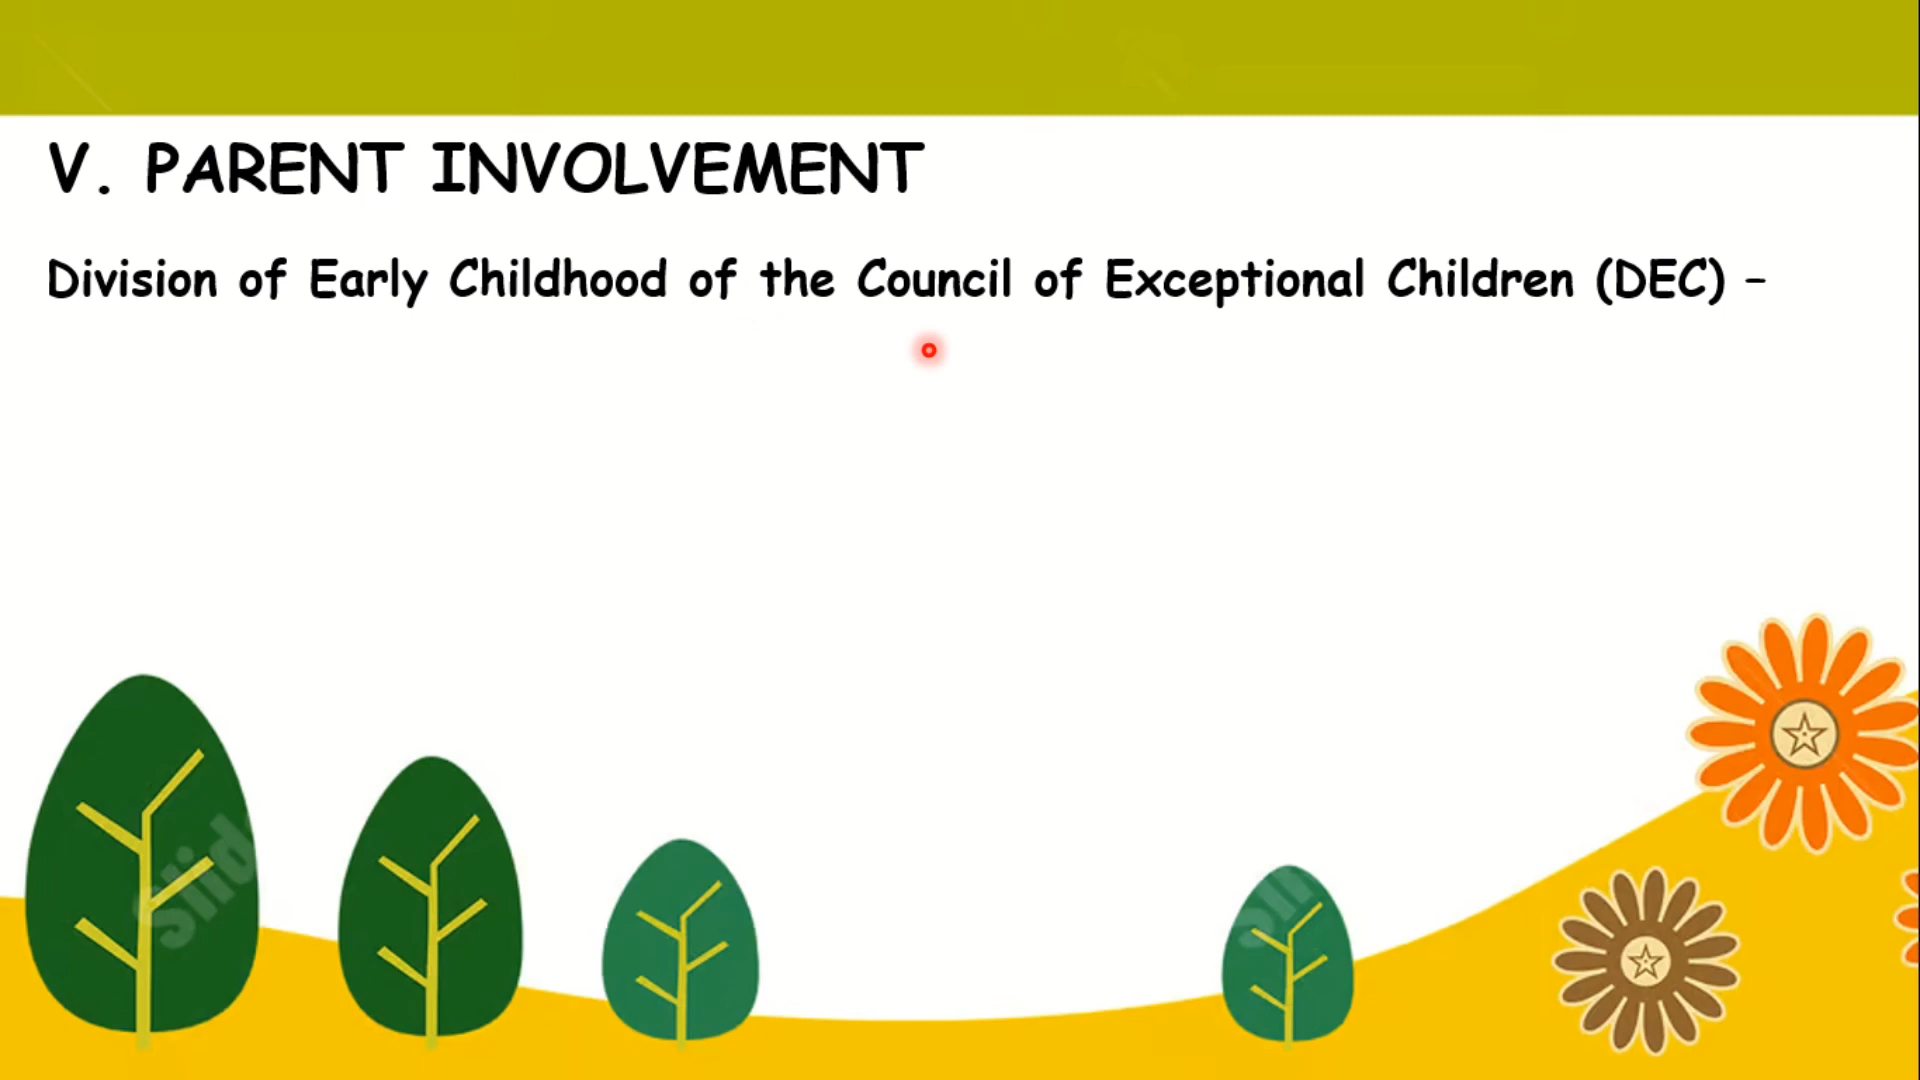 V. PARENT INVOLVEMENT
Division of Early Childhood of the Council of Exceptional Children (DEC) –